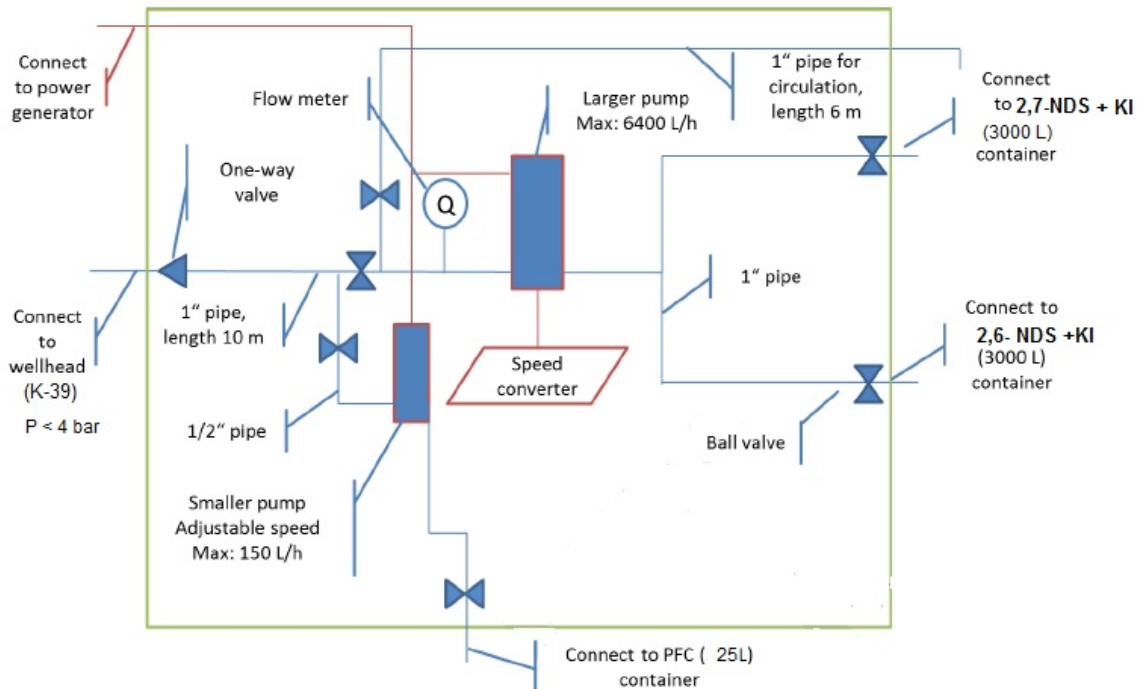 Connect
to power
generator
Flow meter
Larger pump
Max: 6400 L/h
1“ pipe for
circulation,
length 6 m
Connect
to 2,7-NDS + KI
(3000 L)
container
One-way
valve
Q
1“ pipe
Connect
to
wellhead
(K-39)
P < 4 bar
1“ pipe,
length 10 m
Speed
converter
Connect to
2,6- NDS +KI
(3000 L)
container
1/2“ pipe
Ball valve
Smaller pump
Adjustable speed
Max: 150 L/h
Connect to PFC ( 25L)
container